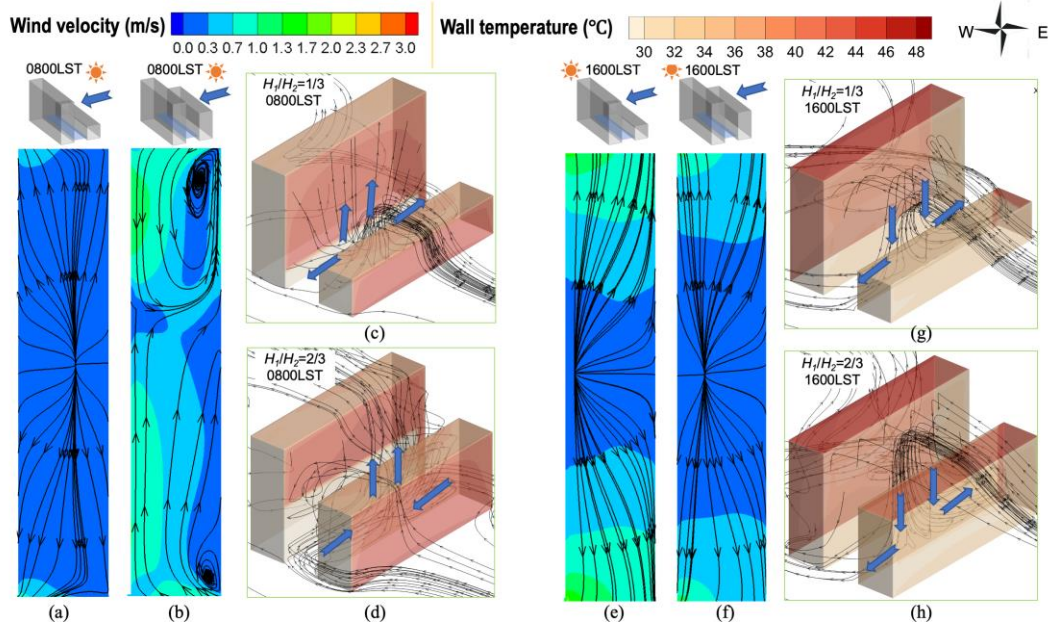 Wind velocity (m/s)
0.0 0.3 0.7 1.0 1.3 1.7 2.0 2.3 2.7 3.0
Wall temperature (°C)
30 32 34 36 38 40 42 44 46 48
W E
0800LST
0800LST
H₁/H₂=1/3
0800LST
1600LST
1600LST
H₁/H₂=1/3
1600LST
(c)
(g)
H₁/H₂=2/3
0800LST
H₁/H₂=2/3
1600LST
(a)
(b)
(d)
(e)
(f)
(h)